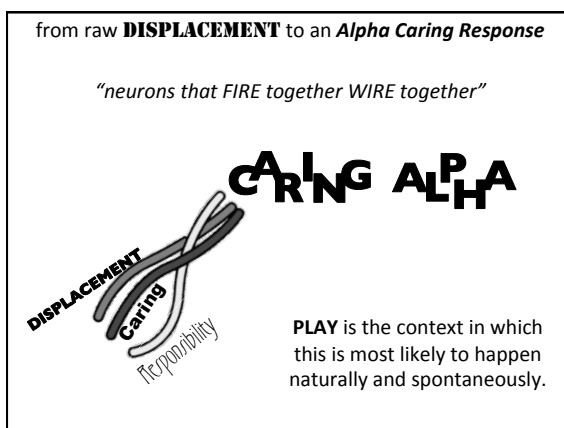 from raw DISPLACEMENT to an Alpha Caring Response
“neurons that FIRE together WIRE together”
CARING ALPHA
DISPLACEMENT
Caring
Responsibility
PLAY is the context in which
this is most likely to happen
naturally and spontaneously.